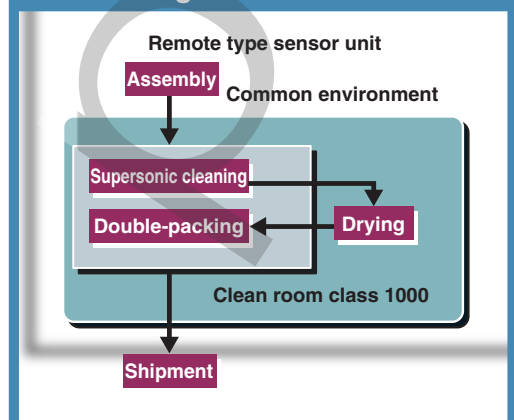 Remote type sensor unit
Assembly
Common environment
Supersonic cleaning
Double-packing
Drying
Clean room class 1000
Shipment